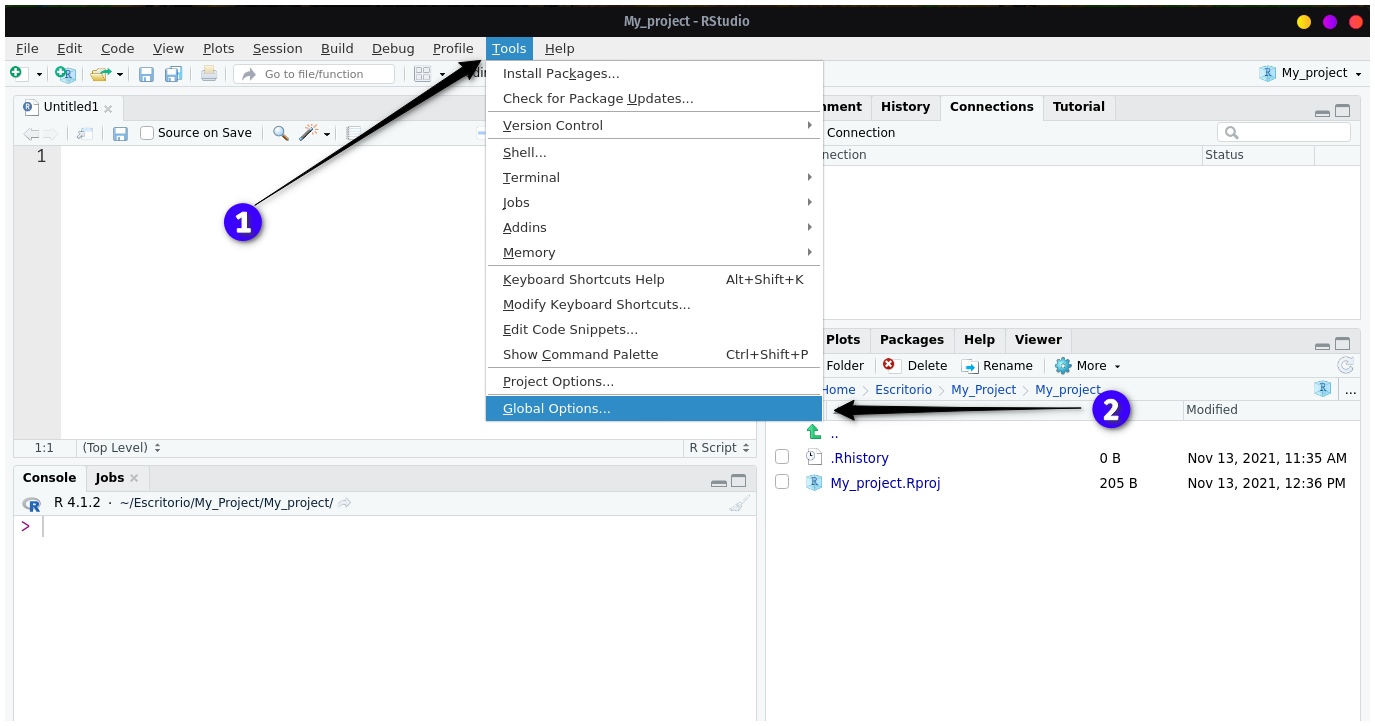 My_project - RStudio
File Edit Code View Plots Session Build Debug Profile Tools Help
Go to file/function
My_project
Untitled1
Source on Save
1
1:1 (Top Level) R Script
Install Packages...
Check for Package Updates...
Version Control
Shell...
Terminal
Jobs
Addins
Memory
Keyboard Shortcuts Help Alt+Shift+K
Modify Keyboard Shortcuts...
Edit Code Snippets...
Show Command Palette Ctrl+Shift+P
Project Options...
Global Options...
1
2
nment History Connections Tutorial
Connection
nection Status
Plots Packages Help Viewer
Folder Delete Rename More
Home Escritorio My_Project My_project ...
Modified
..
.Rhistory 0 B Nov 13, 2021, 11:35 AM
My_project.Rproj 205 B Nov 13, 2021, 12:36 PM
Console Jobs
R 4.1.2 · ~/Escritorio/My_Project/My_project/
>